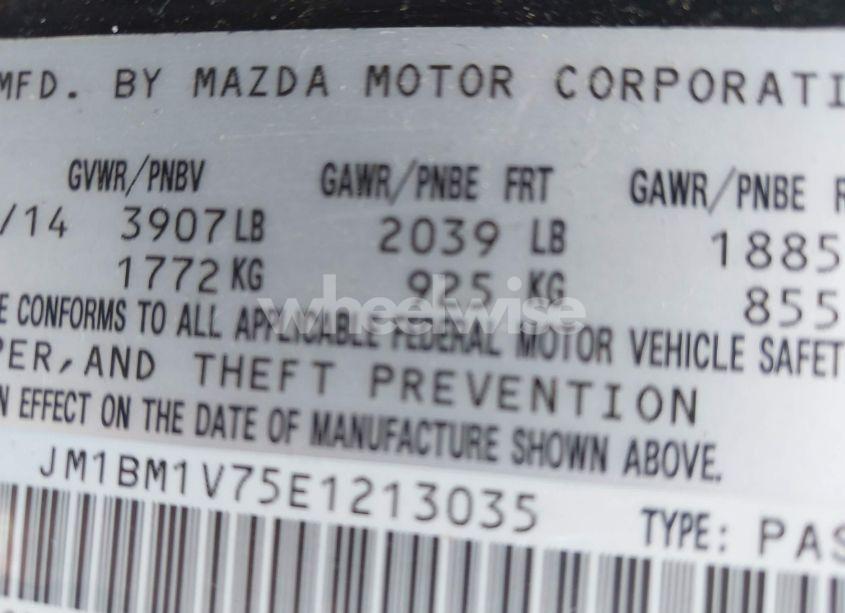 MFD. BY MAZDA MOTOR CORPORATI
GVWR/PNBV GAWR/PNBE FRT GAWR/PNBE R
/14 3907 LB 2039 LB 1885
1772 KG 925 KG 855
E CONFORMS TO ALL APPLICABLE FEDERAL MOTOR VEHICLE SAFET
PER, AND THEFT PREVENTION
N EFFECT ON THE DATE OF MANUFACTURE SHOWN ABOVE.
JM1BM1V75E1213035 TYPE: PAS
wheelwise